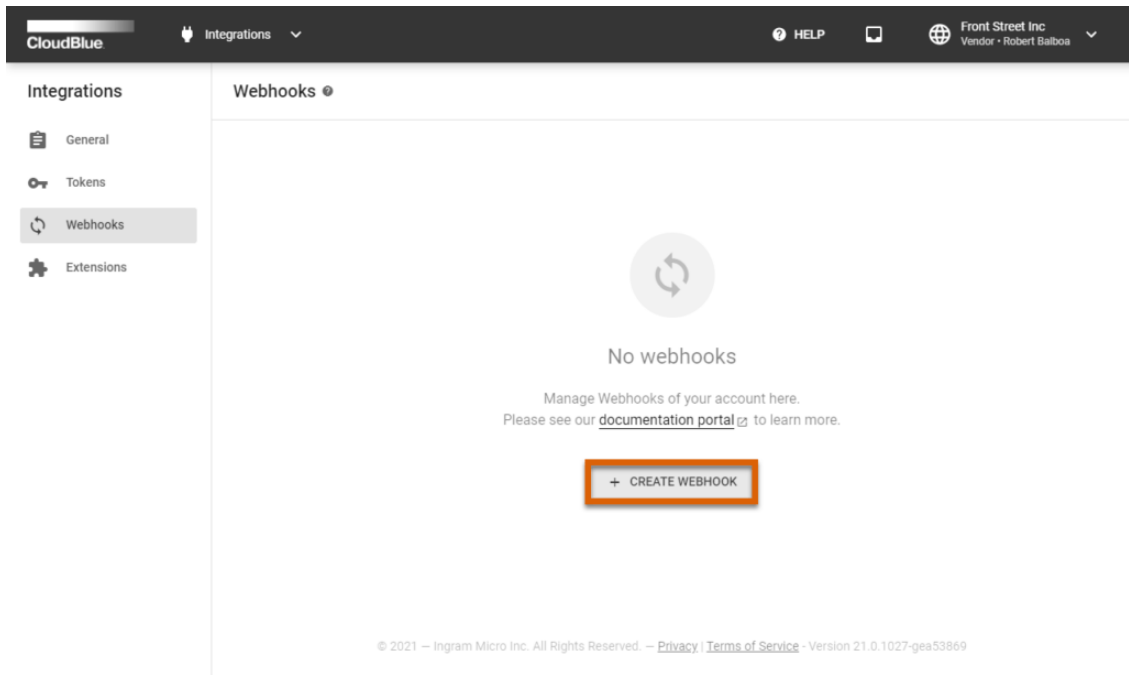 CloudBlue
Integrations
HELP
Front Street Inc
Vendor • Robert Balboa
Integrations
General
Tokens
Webhooks
Extensions
Webhooks
No webhooks
Manage Webhooks of your account here.
Please see our documentation portal to learn more.
+ CREATE WEBHOOK
© 2021 – Ingram Micro Inc. All Rights Reserved. – Privacy | Terms of Service - Version 21.0.1027-gea53869